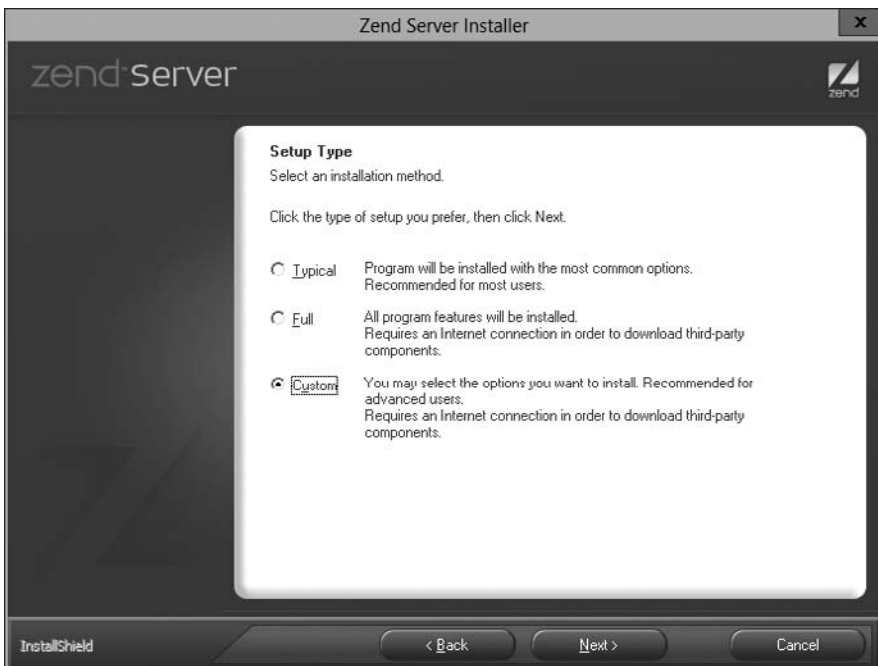 Zend Server Installer
x
zend Server
zend
Setup Type
Select an installation method.
Click the type of setup you prefer, then click Next.
Typical
Program will be installed with the most common options.
Recommended for most users.
Full
All program features will be installed.
Requires an Internet connection in order to download third-party
components.
Custom
You may select the options you want to install. Recommended for
advanced users.
Requires an Internet connection in order to download third-party
components.
InstallShield
< Back
Next >
Cancel